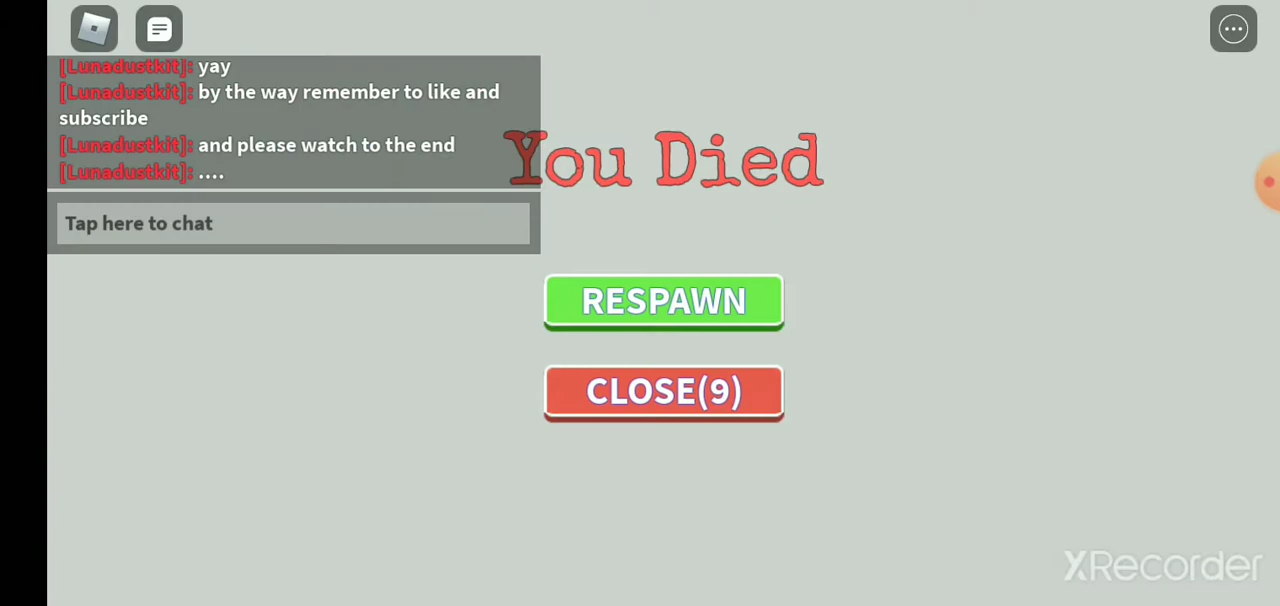 [Lunadustkit]: yay
[Lunadustkit]: by the way remember to like and
subscribe
[Lunadustkit]: and please watch to the end
[Lunadustkit]: ....
Tap here to chat
You Died
RESPAWN
CLOSE(9)
XRecorder